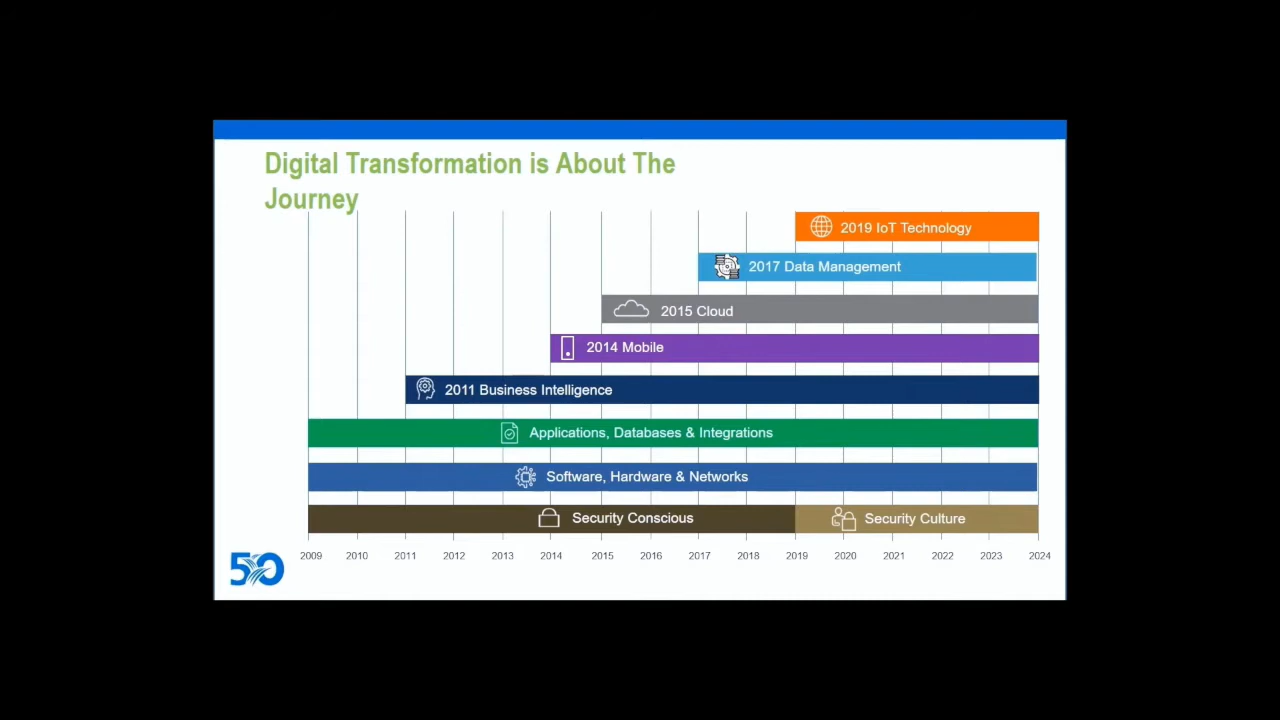 Digital Transformation is About The
Journey
2019 IoT Technology
2017 Data Management
2015 Cloud
2014 Mobile
2011 Business Intelligence
Applications, Databases & Integrations
Software, Hardware & Networks
Security Conscious
Security Culture
2009 2010 2011 2012 2013 2014 2015 2016 2017 2018 2019 2020 2021 2022 2023 2024
50